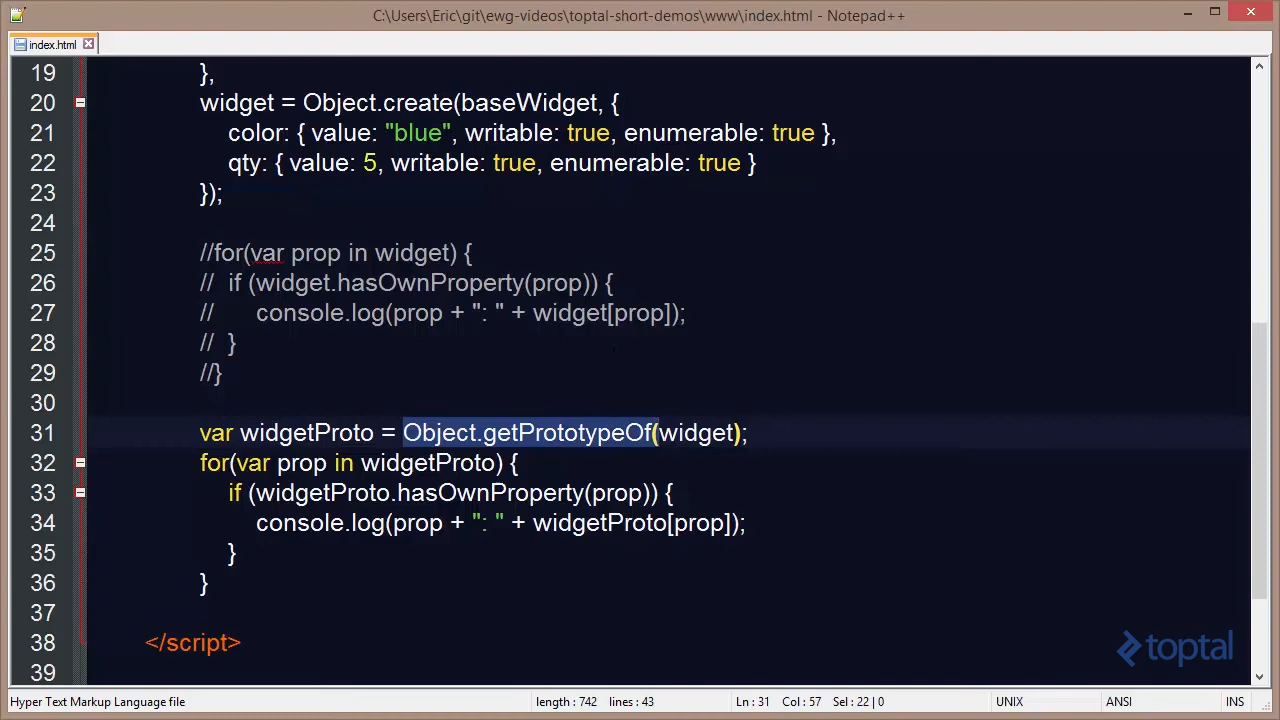 C:\Users\Eric\git\ewg-videos\toptal-short-demos\www\index.html - Notepad++
index.html
19 },
20 widget = Object.create(baseWidget, {
21 color: { value: "blue", writable: true, enumerable: true },
22 qty: { value: 5, writable: true, enumerable: true }
23 });
24
25 //for(var prop in widget) {
26 // if (widget.hasOwnProperty(prop)) {
27 // console.log(prop + ": " + widget[prop]);
28 // }
29 //}
30
31 var widgetProto = Object.getPrototypeOf(widget);
32 for(var prop in widgetProto) {
33 if (widgetProto.hasOwnProperty(prop)) {
34 console.log(prop + ": " + widgetProto[prop]);
35 }
36 }
37
38 </script>
39
toptal
Hyper Text Markup Language file length : 742 lines : 43 Ln : 31 Col : 57 Sel : 22 | 0 UNIX ANSI INS